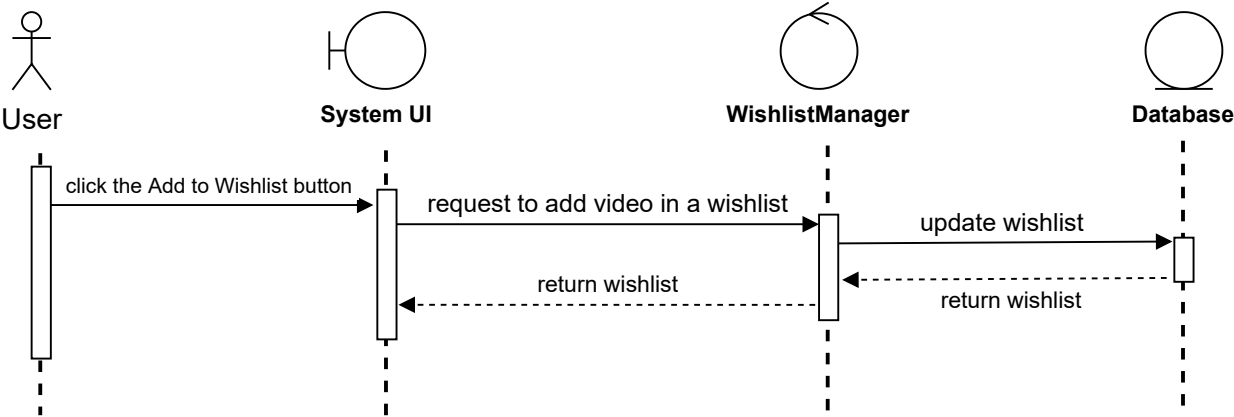 User
System UI
WishlistManager
Database
click the Add to Wishlist button
request to add video in a wishlist
update wishlist
return wishlist
return wishlist